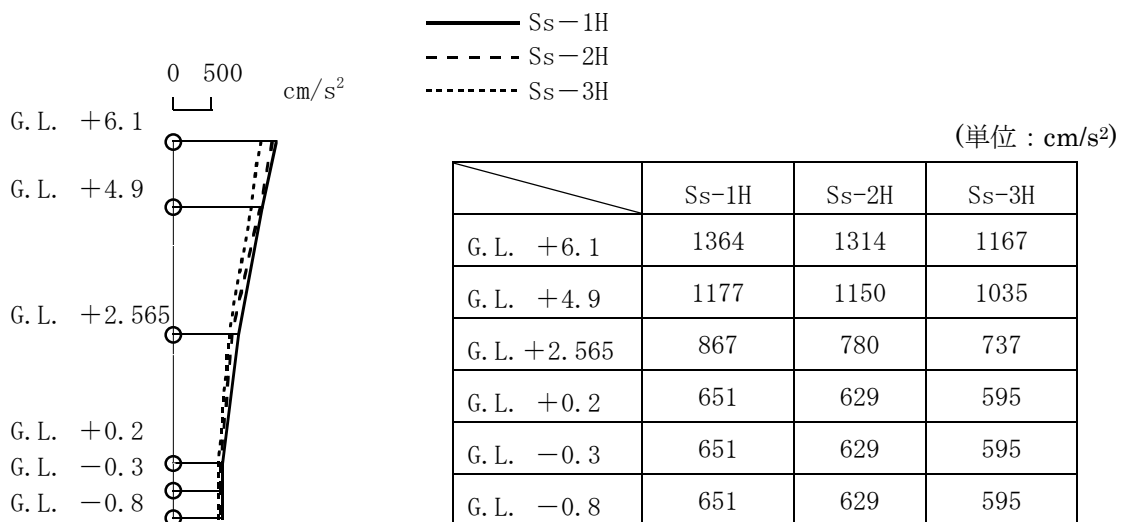 Ss－1H
Ss－2H
Ss－3H
0 500
cm/s²
G.L. ＋6.1
G.L. ＋4.9
G.L. ＋2.565
G.L. ＋0.2
G.L. －0.3
G.L. －0.8
(単位：cm/s²)
Ss-1H Ss-2H Ss-3H
G.L. ＋6.1 1364 1314 1167
G.L. ＋4.9 1177 1150 1035
G.L.＋2.565 867 780 737
G.L. ＋0.2 651 629 595
G.L. －0.3 651 629 595
G.L. －0.8 651 629 595